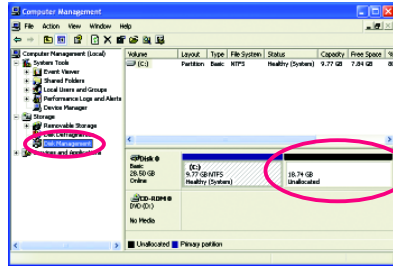 Computer Management
File Action View Window Help
Computer Management (Local)
System Tools
Event Viewer
Shared Folders
Local Users and Groups
Performance Logs and Alerts
Device Manager
Storage
Removable Storage
Disk Defragmenter
Disk Management
Services and Applications
Volume Layout Type File System Status Capacity Free Space %
(C:) Partition Basic NTFS Healthy (System) 9.77 GB 7.84 GB
Disk 0
Basic
28.50 GB
Online
(C:)
9.77 GB NTFS
Healthy (System)
18.74 GB
Unallocated
CD-ROM 0
DVD (D:)
No Media
Unallocated Primary partition